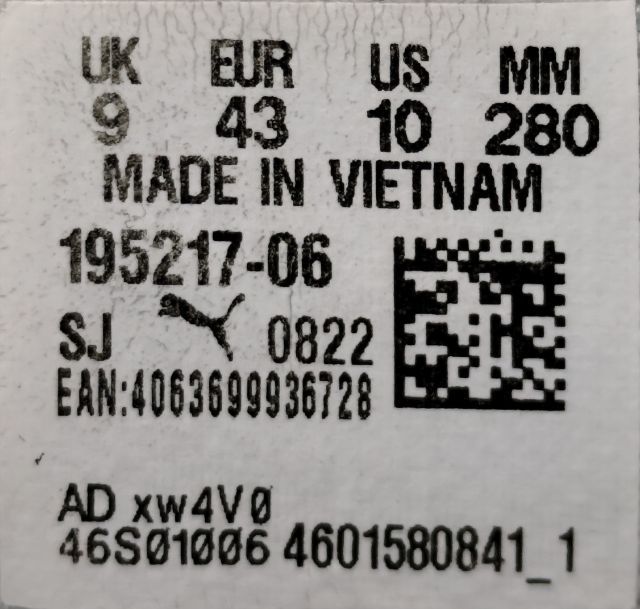 UK EUR US MM
9 43 10 280
MADE IN VIETNAM
195217-06
SJ 0822
EAN:4063699936728
AD xw4V0
46S01006 4601580841_1